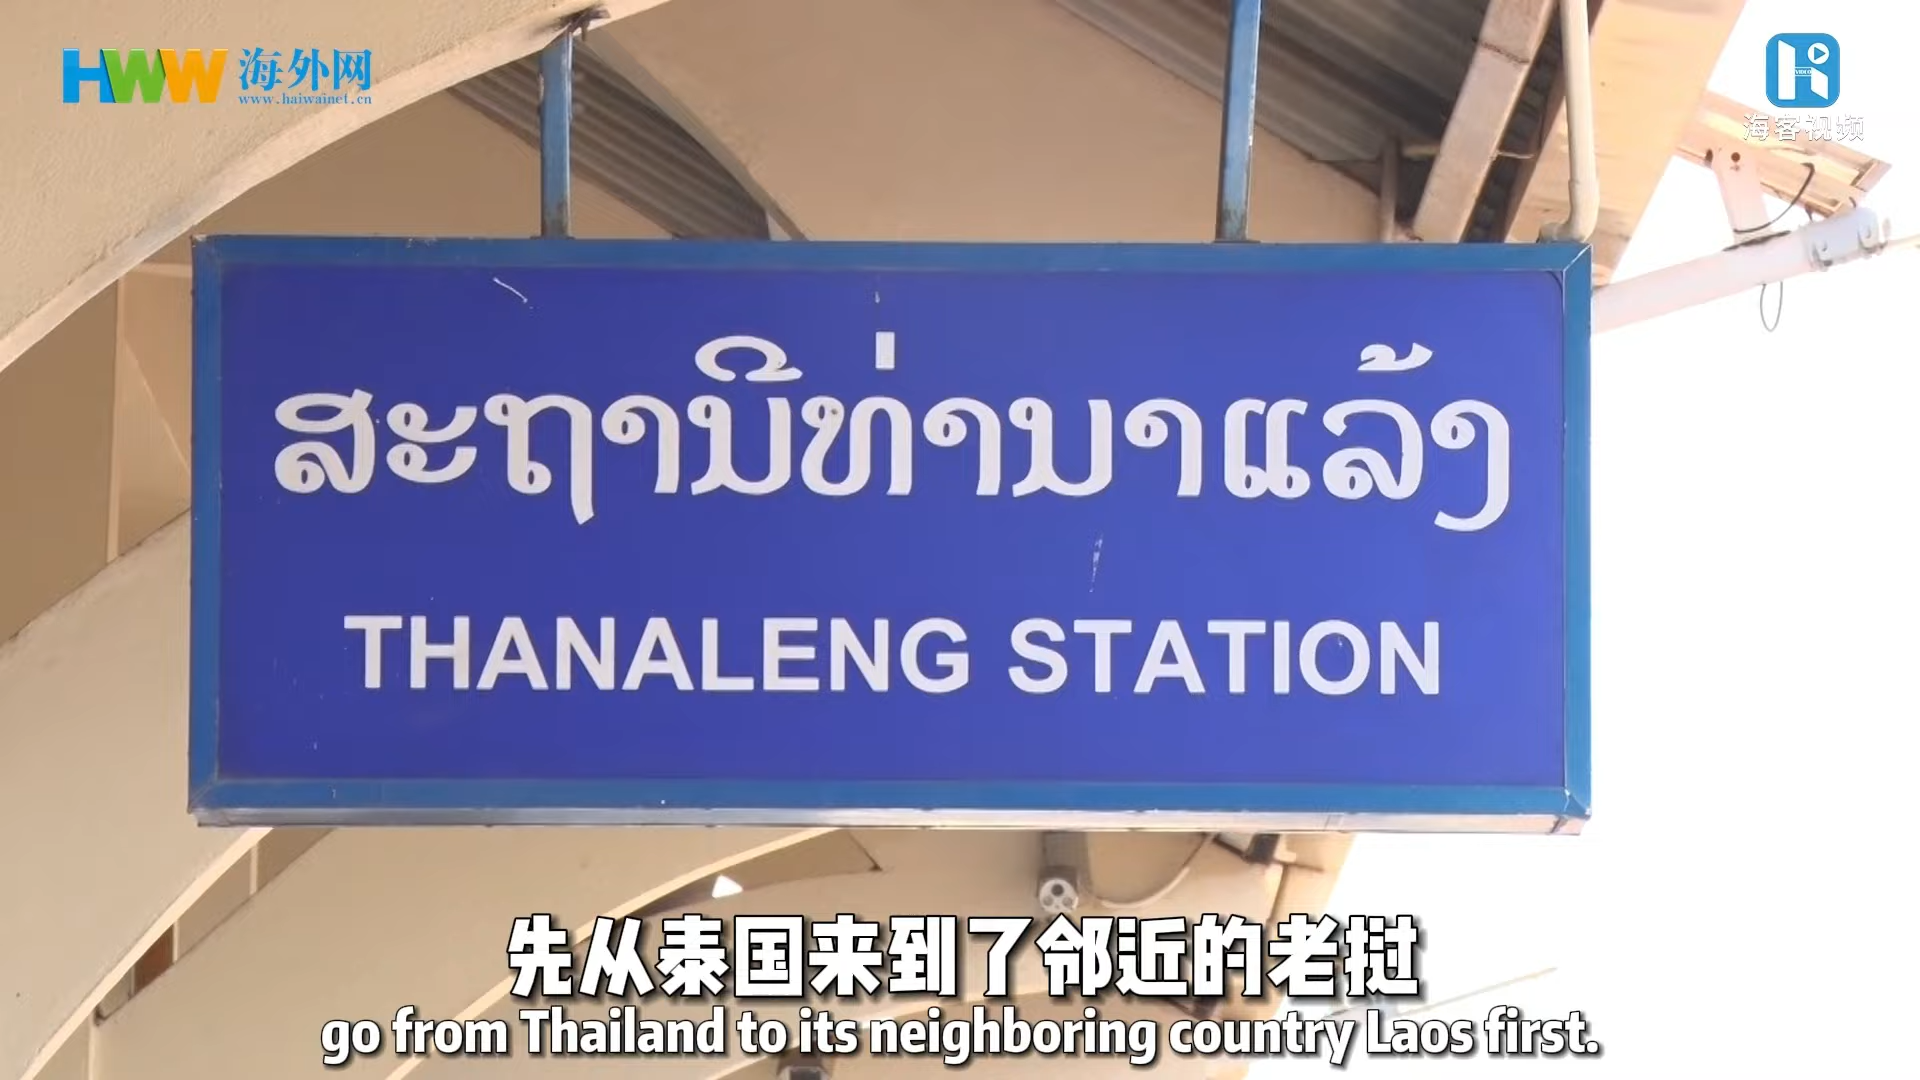 HWW 海外网
www.haiwainet.cn
VIDEO
海客视频
ສະຖານີທ່ານາແລ້ງ
THANALENG STATION
先从泰国来到了邻近的老挝
go from Thailand to its neighboring country Laos first.